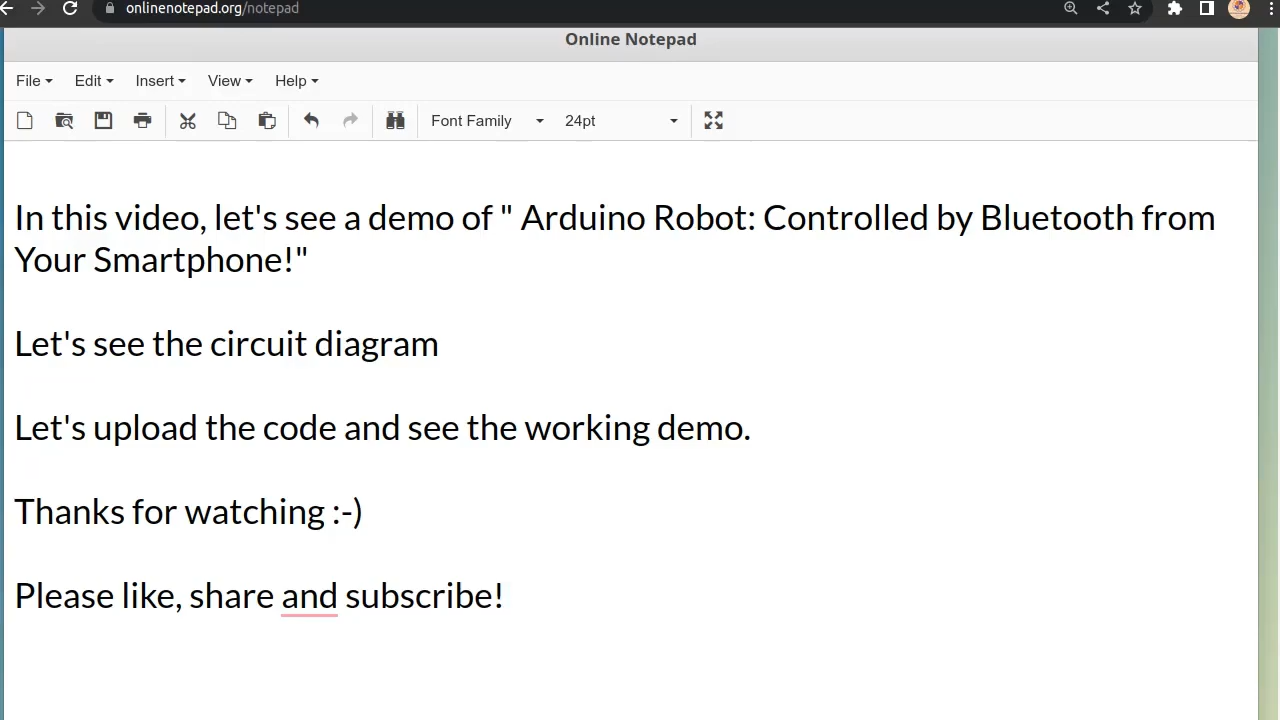 onlinenotepad.org/notepad
Online Notepad
File Edit Insert View Help
Font Family 24pt
In this video, let's see a demo of " Arduino Robot: Controlled by Bluetooth from
Your Smartphone!"
Let's see the circuit diagram
Let's upload the code and see the working demo.
Thanks for watching :-)
Please like, share and subscribe!